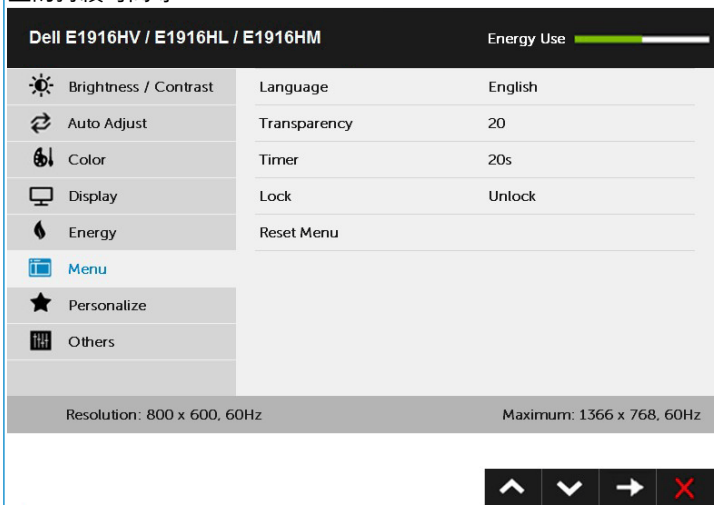 Dell E1916HV / E1916HL / E1916HM Energy Use
Brightness / Contrast Language English
Auto Adjust Transparency 20
Color Timer 20s
Display Lock Unlock
Energy Reset Menu
Menu
Personalize
Others
Resolution: 800 x 600, 60Hz Maximum: 1366 x 768, 60Hz